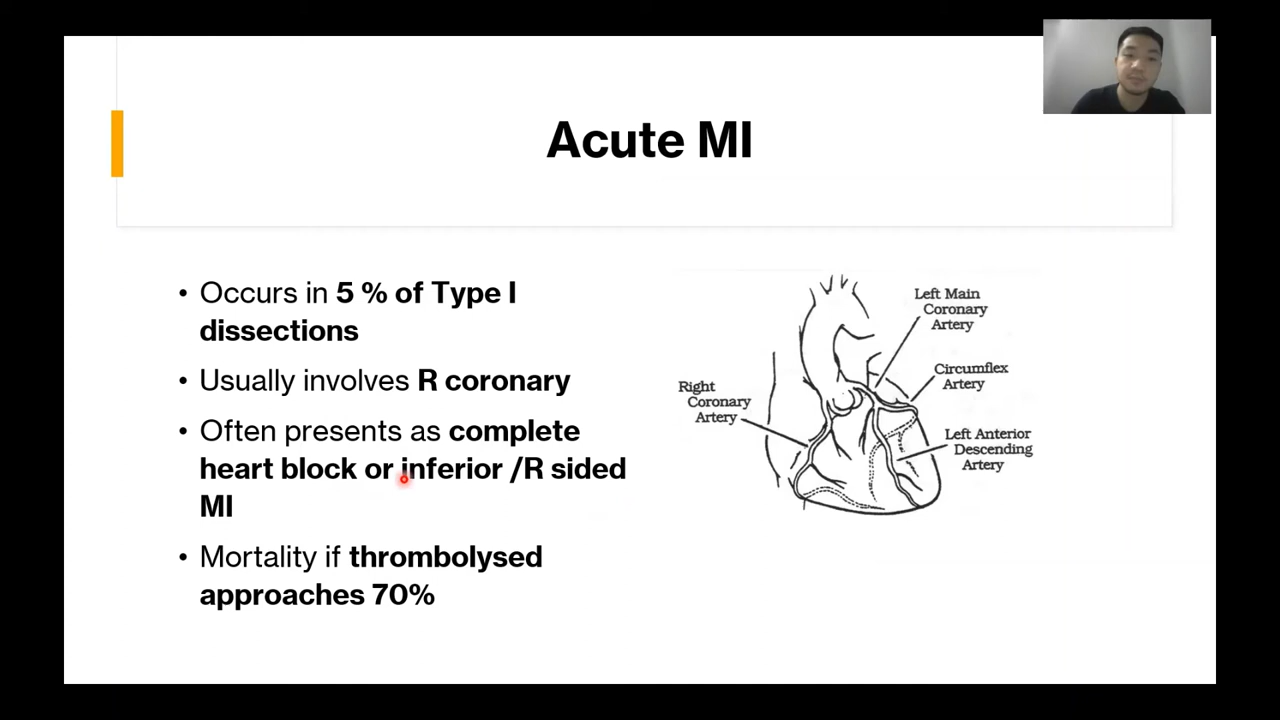 Acute MI
• Occurs in 5 % of Type I
dissections
• Usually involves R coronary
• Often presents as complete
heart block or inferior /R sided
MI
• Mortality if thrombolysed
approaches 70%
Left Main
Coronary
Artery
Circumflex
Artery
Right
Coronary
Artery
Left Anterior
Descending
Artery